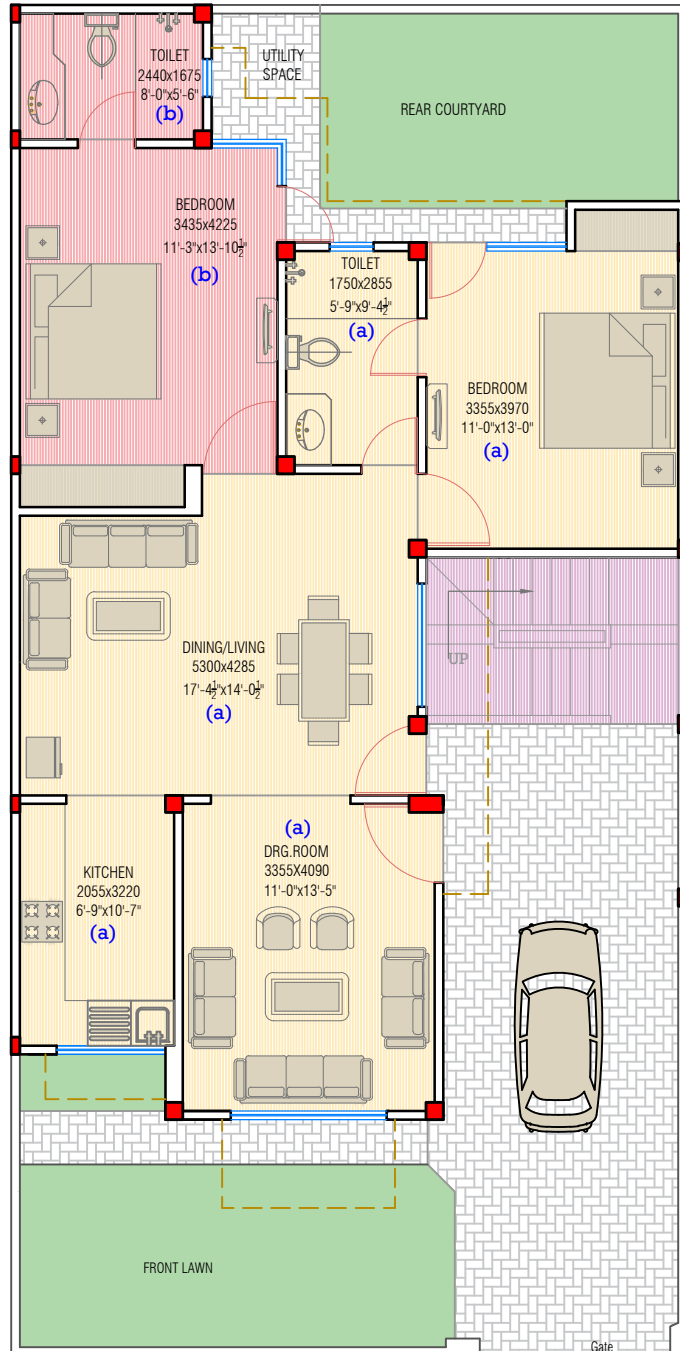 TOILET
2440x1675
8'-0"x5'-6"
(b)
UTILITY
SPACE
REAR COURTYARD
BEDROOM
3435x4225
11'-3"x13'-10½"
(b)
TOILET
1750x2855
5'-9"x9'-4½"
(a)
BEDROOM
3355x3970
11'-0"x13'-0"
(a)
DINING/LIVING
5300x4285
17'-4½"x14'-0½"
(a)
UP
KITCHEN
2055x3220
6'-9"x10'-7"
(a)
(a)
DRG.ROOM
3355X4090
11'-0"x13'-5"
FRONT LAWN
Gate